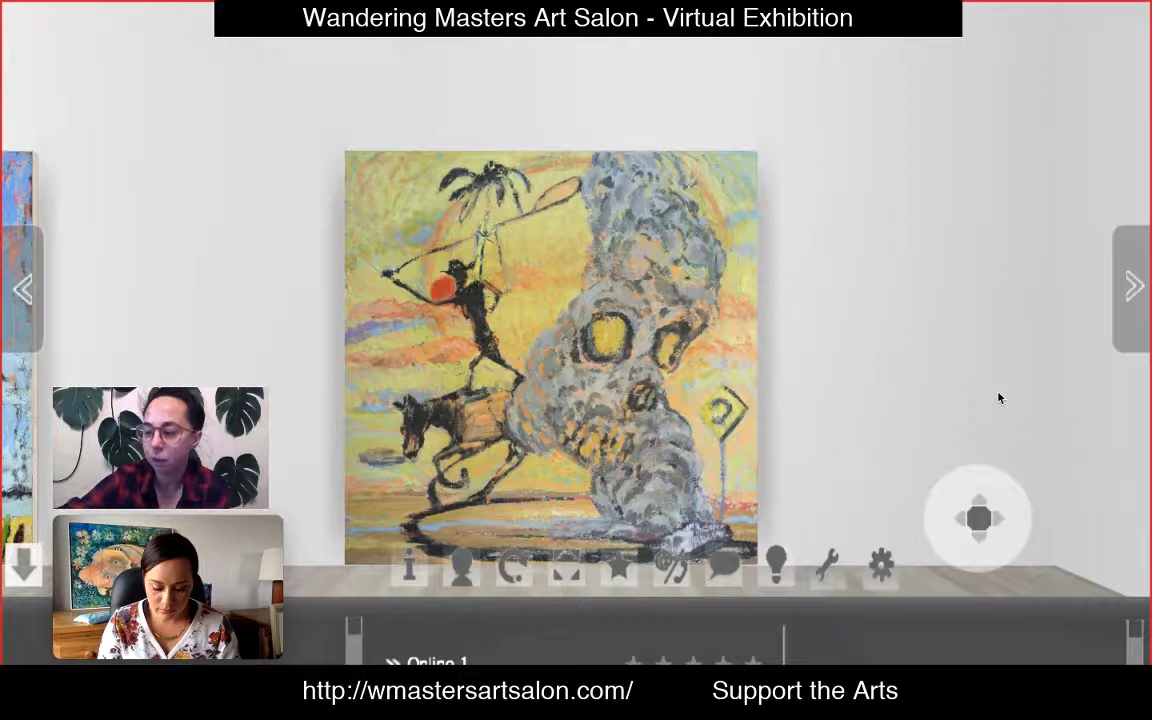 Wandering Masters Art Salon - Virtual Exhibition
» Online 1
http://wmastersartsalon.com/ Support the Arts